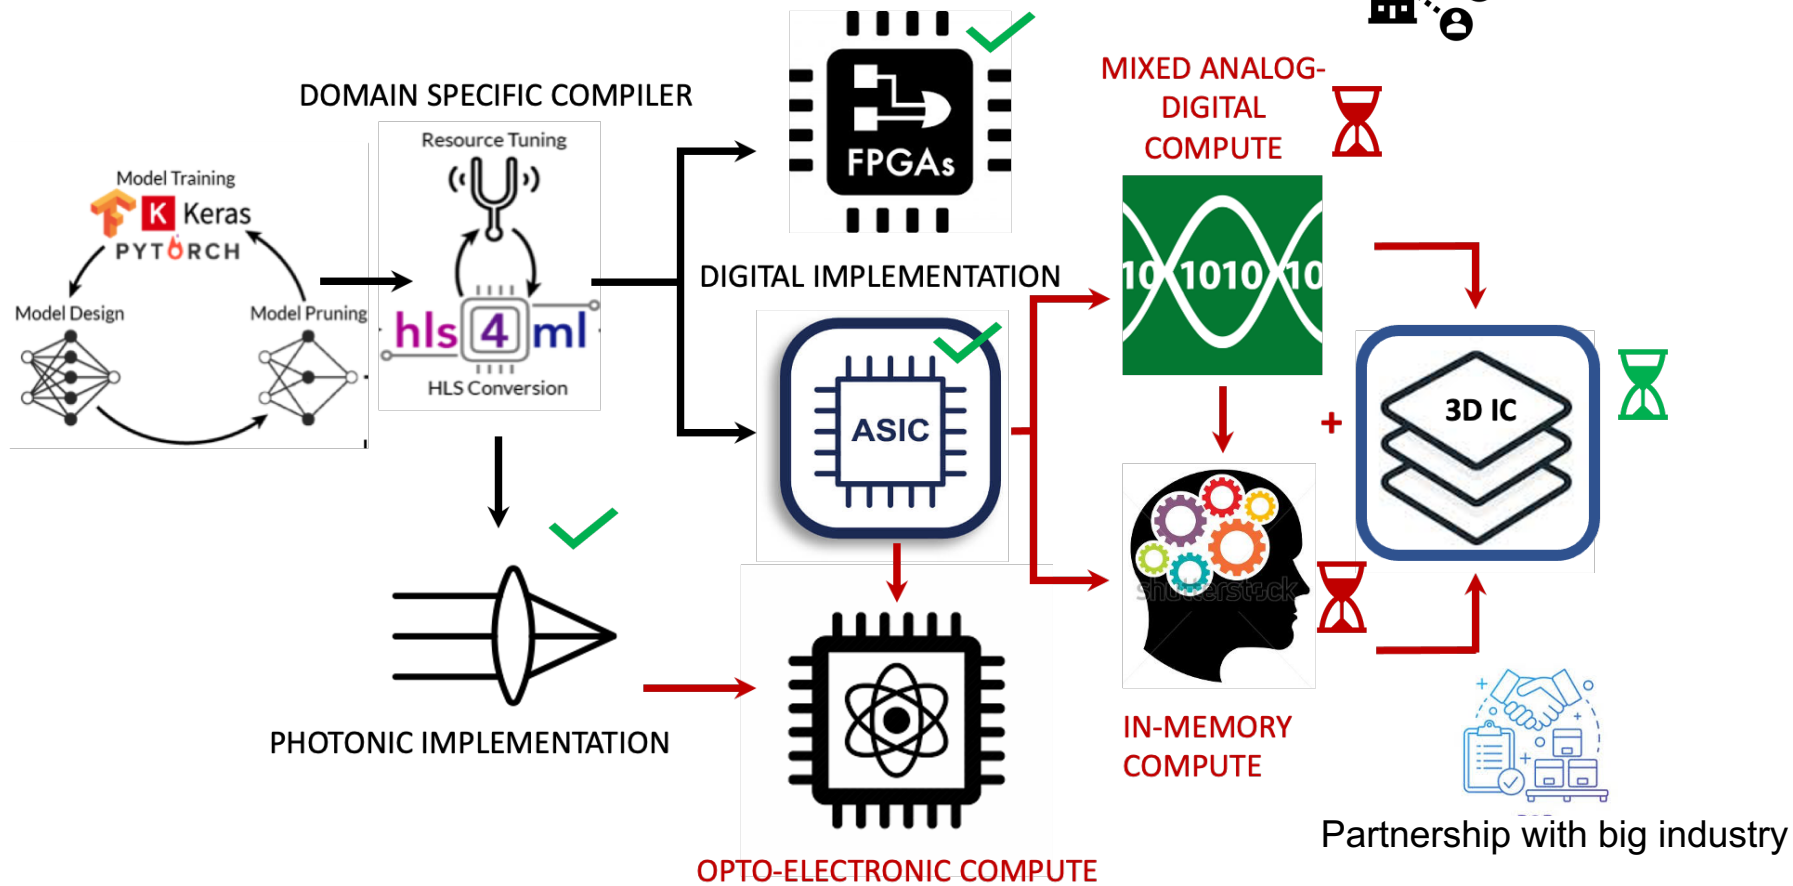 DOMAIN SPECIFIC COMPILER
Model Training
K Keras
PYTORCH
Model Design
Model Pruning
Resource Tuning
hls 4 ml
HLS Conversion
FPGAs
DIGITAL IMPLEMENTATION
ASIC
PHOTONIC IMPLEMENTATION
OPTO-ELECTRONIC COMPUTE
MIXED ANALOG-
DIGITAL
COMPUTE
10 1010 10
shutterstock
IN-MEMORY
COMPUTE
+
3D IC
Partnership with big industry